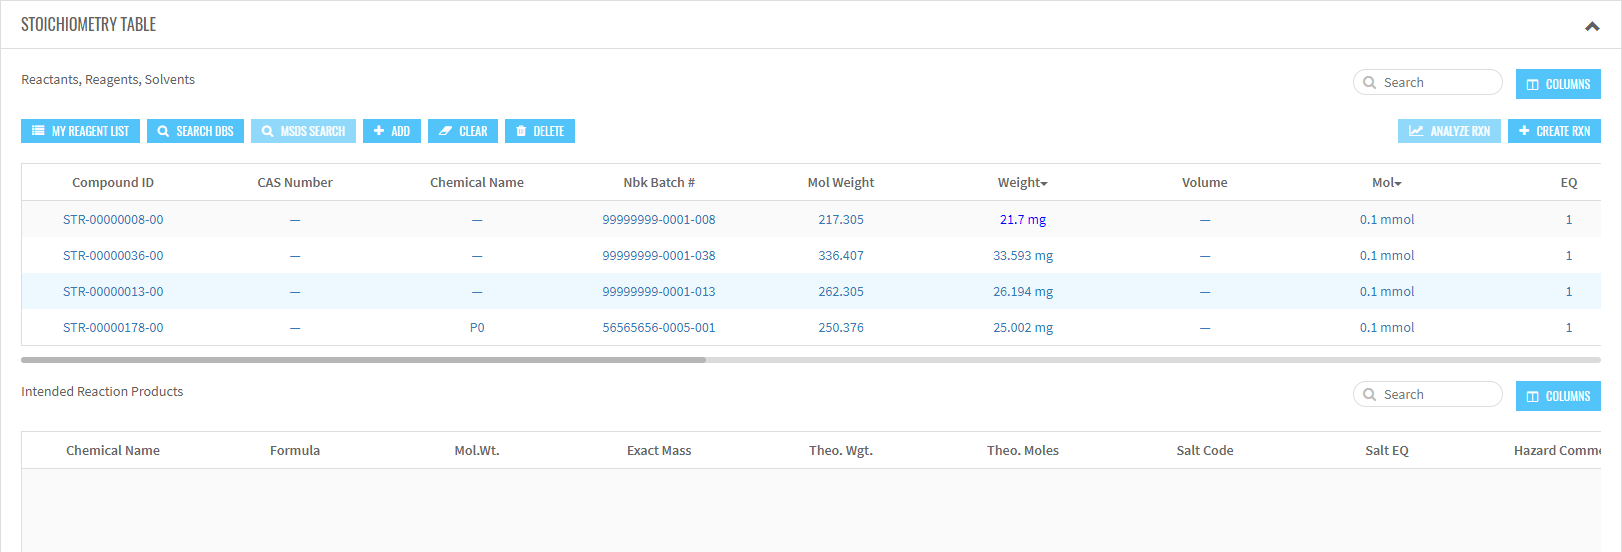 STOICHIOMETRY TABLE
Reactants, Reagents, Solvents
Search
COLUMNS
MY REAGENT LIST SEARCH DBS MSDS SEARCH ADD CLEAR DELETE ANALYZE RXN CREATE RXN
Compound ID CAS Number Chemical Name Nbk Batch # Mol Weight Weight Volume Mol EQ
STR-00000008-00 — — 99999999-0001-008 217.305 21.7 mg — 0.1 mmol 1
STR-00000036-00 — — 99999999-0001-038 336.407 33.593 mg — 0.1 mmol 1
STR-00000013-00 — — 99999999-0001-013 262.305 26.194 mg — 0.1 mmol 1
STR-00000178-00 — P0 56565656-0005-001 250.376 25.002 mg — 0.1 mmol 1
Intended Reaction Products
Search
COLUMNS
Chemical Name Formula Mol.Wt. Exact Mass Theo. Wgt. Theo. Moles Salt Code Salt EQ Hazard Comme